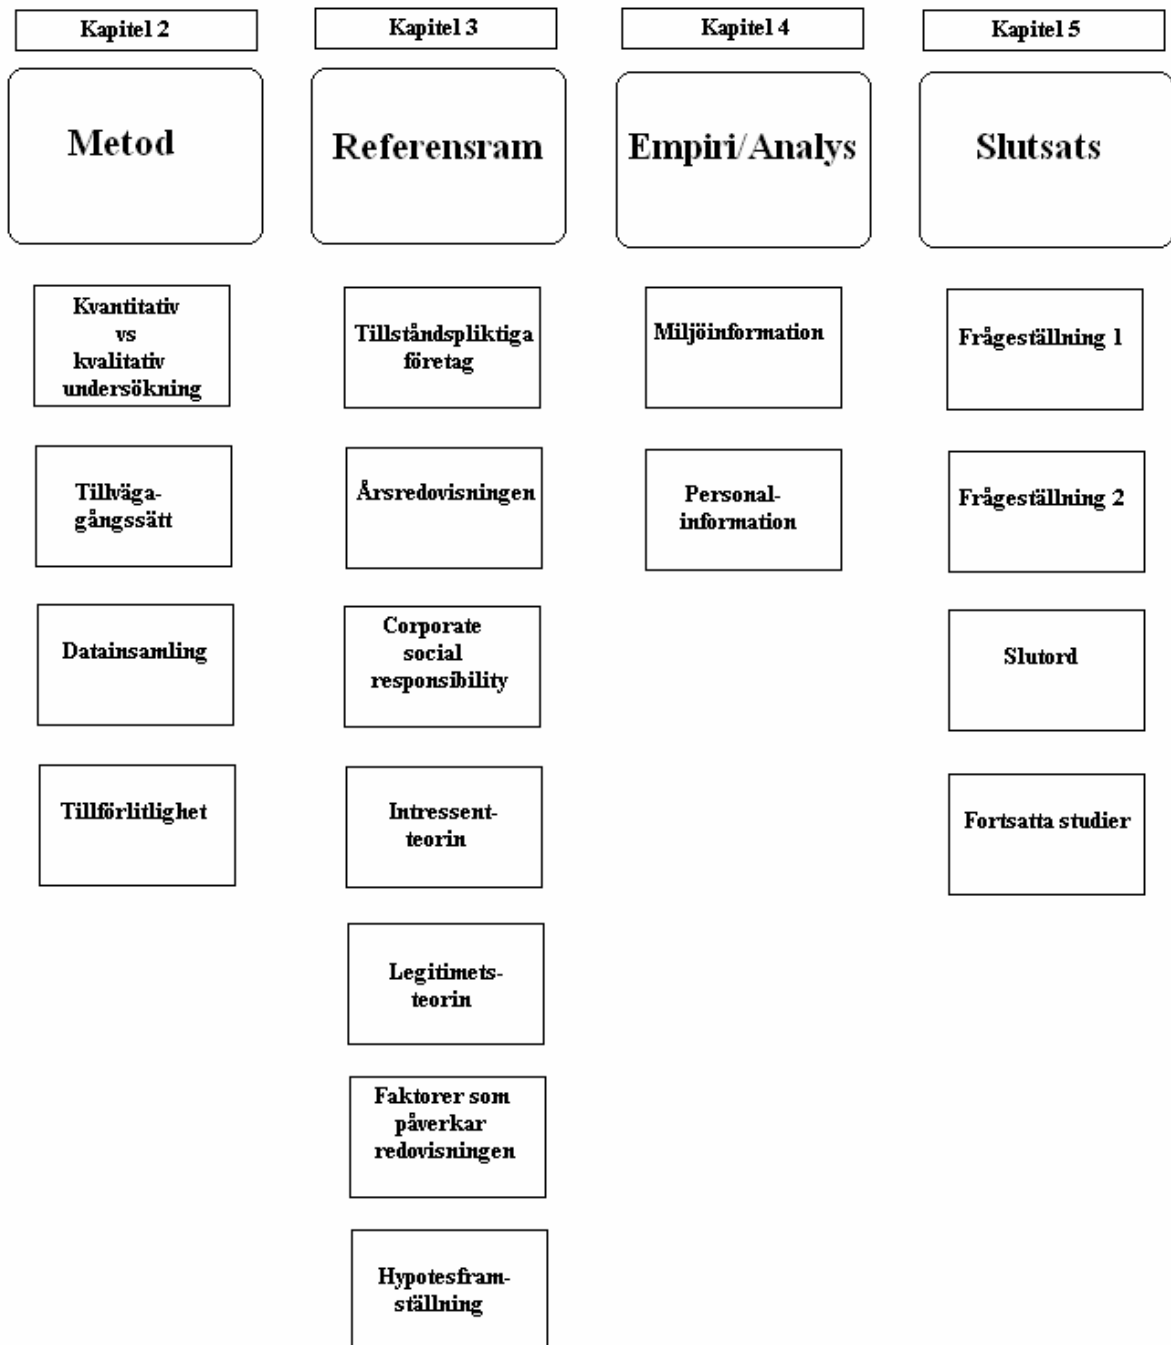 Kapitel 2
Metod
Kvantitativ
vs
kvalitativ
undersökning
Tillväga-
gångssätt
Datainsamling
Tillförlitlighet
Kapitel 3
Referensram
Tillståndspliktiga
företag
Årsredovisningen
Corporate
social
responsibility
Intressent-
teorin
Legitimets-
teorin
Faktorer som
påverkar
redovisningen
Hypotesfram-
ställning
Kapitel 4
Empiri/Analys
Miljöinformation
Personal-
information
Kapitel 5
Slutsats
Frågeställning 1
Frågeställning 2
Slutord
Fortsatta studier